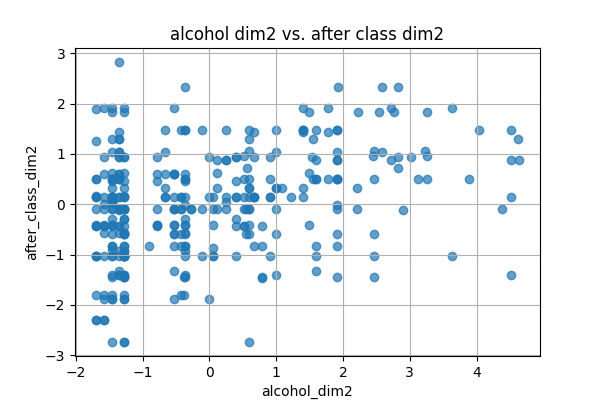 alcohol dim2 vs. after class dim2
3
2
1
0
−1
−2
−3
after_class_dim2
−2 −1 0 1 2 3 4
alcohol_dim2